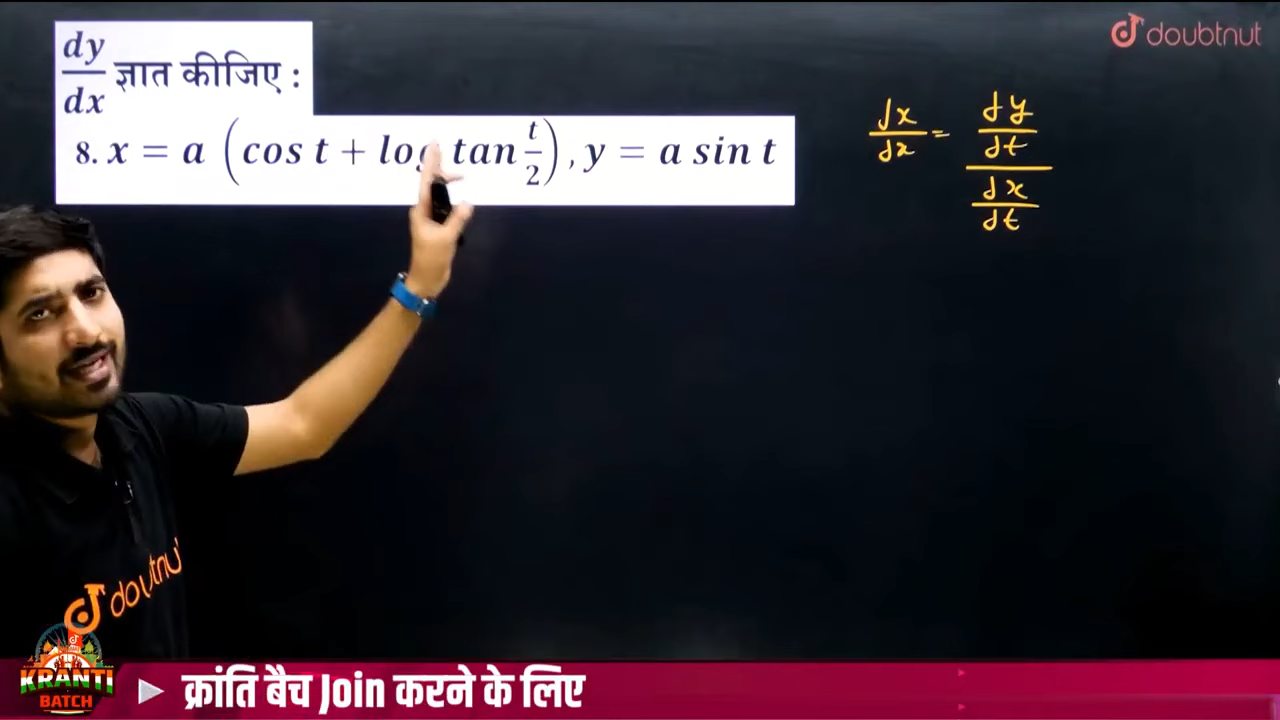 doubtnut
dy/dx ज्ञात कीजिए :
8. x = a (cos t + log tan t/2), y = a sin t
dx/dx = (dy/dt)/(dx/dt)
doubtnut
KRANTI
BATCH
क्रांति बैच Join करने के लिए